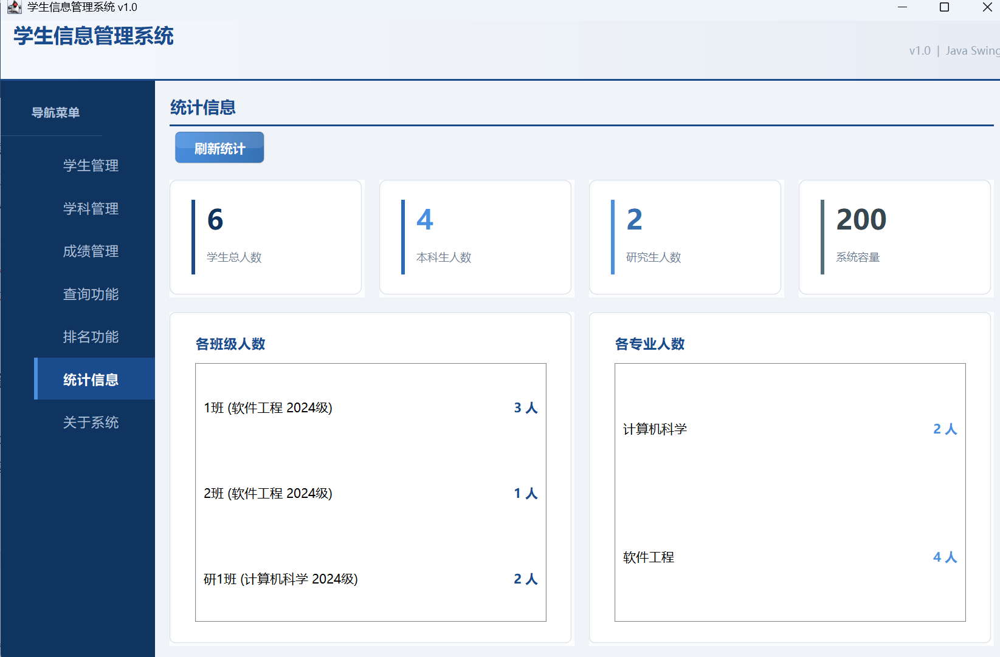 学生信息管理系统 v1.0
学生信息管理系统
v1.0 | Java Swing
导航菜单
学生管理
学科管理
成绩管理
查询功能
排名功能
统计信息
关于系统
统计信息
刷新统计
6
学生总人数
4
本科生人数
2
研究生人数
200
系统容量
各班级人数
1班 (软件工程 2024级) 3 人
2班 (软件工程 2024级) 1 人
研1班 (计算机科学 2024级) 2 人
各专业人数
计算机科学 2 人
软件工程 4 人